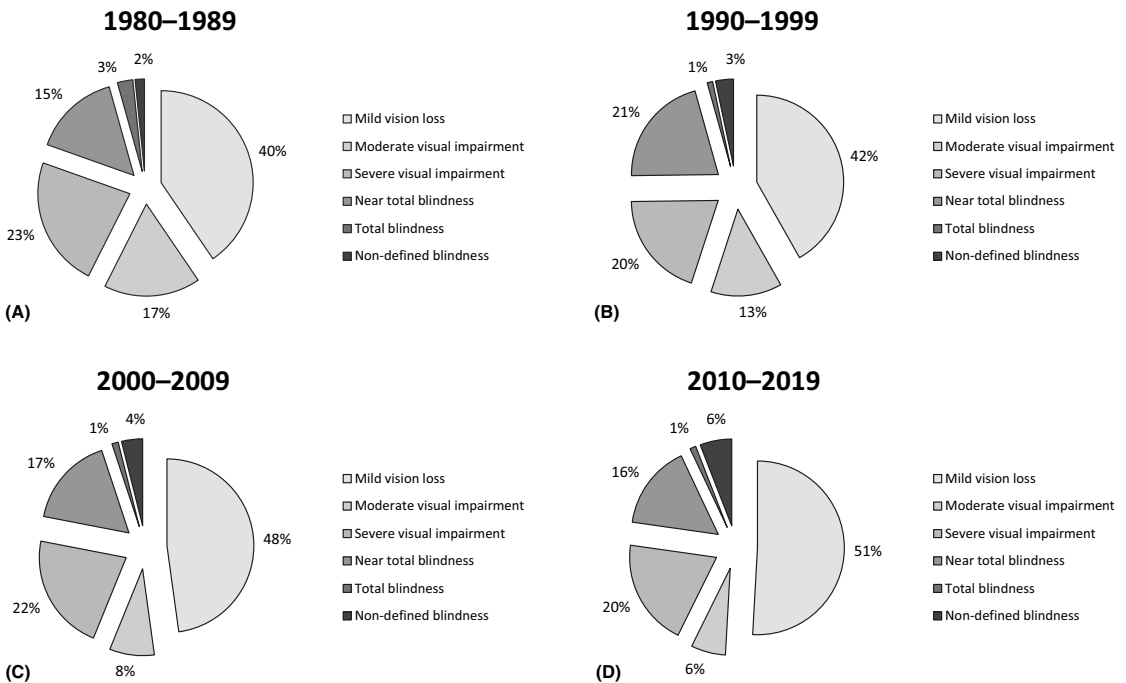 1980–1989
2%
3%
15%
40%
23%
17%
Mild vision loss
Moderate visual impairment
Severe visual impairment
Near total blindness
Total blindness
Non-defined blindness
(A)
1990–1999
3%
1%
21%
42%
20%
13%
Mild vision loss
Moderate visual impairment
Severe visual impairment
Near total blindness
Total blindness
Non-defined blindness
(B)
2000–2009
4%
1%
17%
48%
22%
8%
Mild vision loss
Moderate visual impairment
Severe visual impairment
Near total blindness
Total blindness
Non-defined blindness
(C)
2010–2019
6%
1%
16%
51%
20%
6%
Mild vision loss
Moderate visual impairment
Severe visual impairment
Near total blindness
Total blindness
Non-defined blindness
(D)